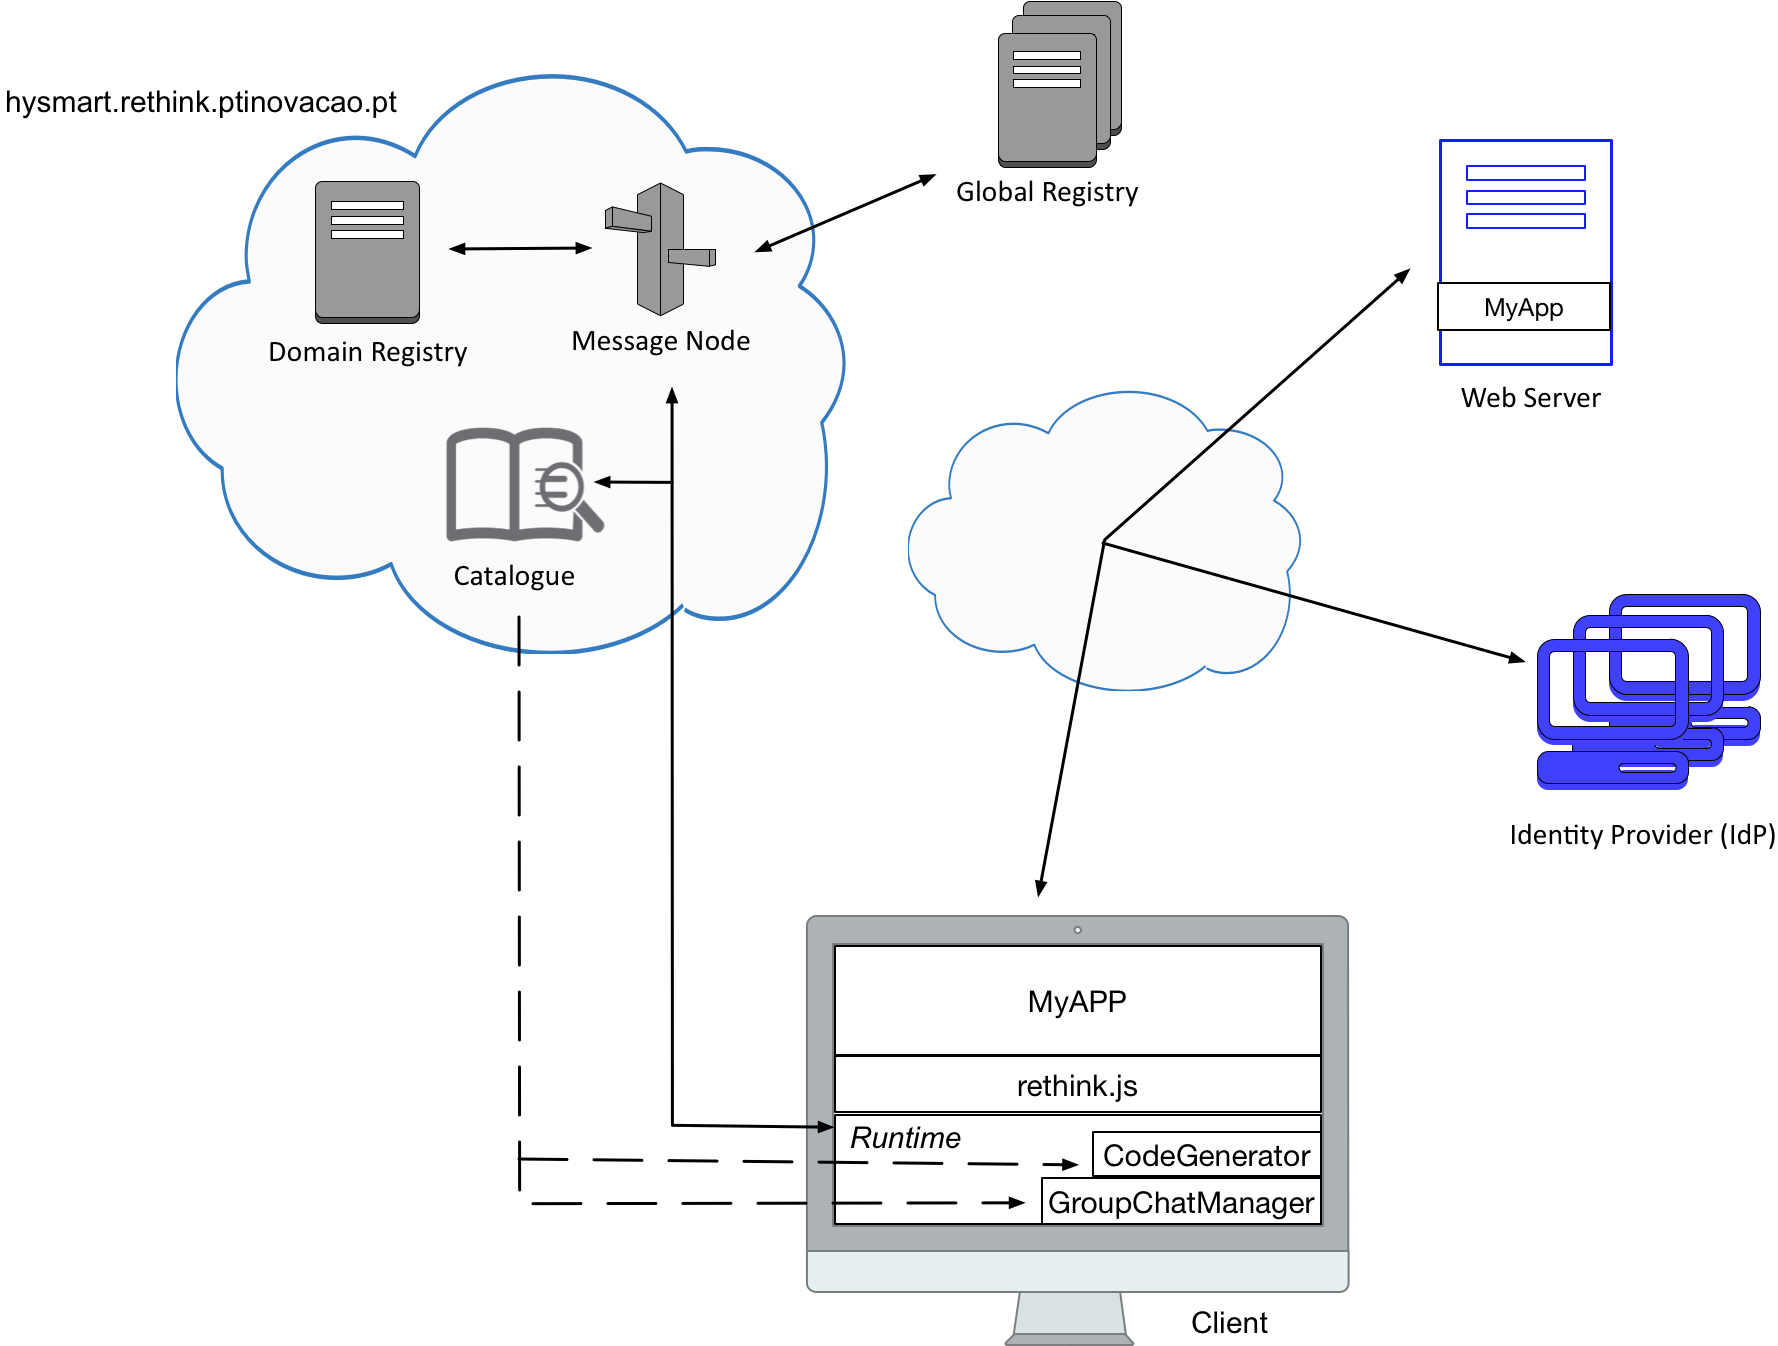 hysmart.rethink.ptinovacao.pt
Global Registry
Domain Registry
Message Node
MyApp
Web Server
Catalogue
Identity Provider (IdP)
MyAPP
rethink.js
Runtime
CodeGenerator
GroupChatManager
Client